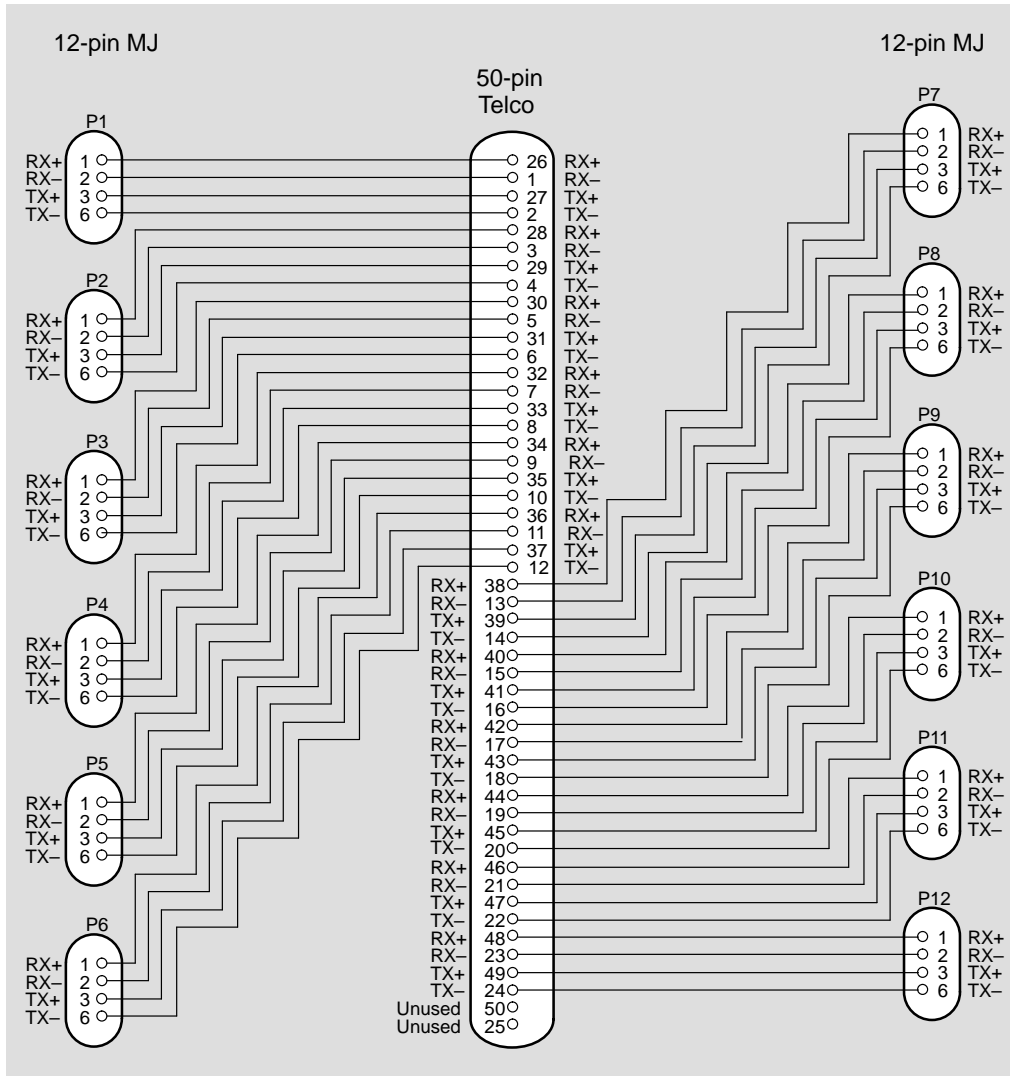 12-pin MJ
12-pin MJ
50-pin
Telco
P1
RX+ 1
RX– 2
TX+ 3
TX– 6
P2
RX+ 1
RX– 2
TX+ 3
TX– 6
P3
RX+ 1
RX– 2
TX+ 3
TX– 6
P4
RX+ 1
RX– 2
TX+ 3
TX– 6
P5
RX+ 1
RX– 2
TX+ 3
TX– 6
P6
RX+ 1
RX– 2
TX+ 3
TX– 6
26 RX+
1 RX–
27 TX+
2 TX–
28 RX+
3 RX–
29 TX+
4 TX–
30 RX+
5 RX–
31 TX+
6 TX–
32 RX+
7 RX–
33 TX+
8 TX–
34 RX+
9 RX–
35 TX+
10 TX–
36 RX+
11 RX–
37 TX+
12 TX–
RX+ 38
RX– 13
TX+ 39
TX– 14
RX+ 40
RX– 15
TX+ 41
TX– 16
RX+ 42
RX– 17
TX+ 43
TX– 18
RX+ 44
RX– 19
TX+ 45
TX– 20
RX+ 46
RX– 21
TX+ 47
TX– 22
RX+ 48
RX– 23
TX+ 49
TX– 24
Unused 50
Unused 25
P7
1 RX+
2 RX–
3 TX+
6 TX–
P8
1 RX+
2 RX–
3 TX+
6 TX–
P9
1 RX+
2 RX–
3 TX+
6 TX–
P10
1 RX+
2 RX–
3 TX+
6 TX–
P11
1 RX+
2 RX–
3 TX+
6 TX–
P12
1 RX+
2 RX–
3 TX+
6 TX–